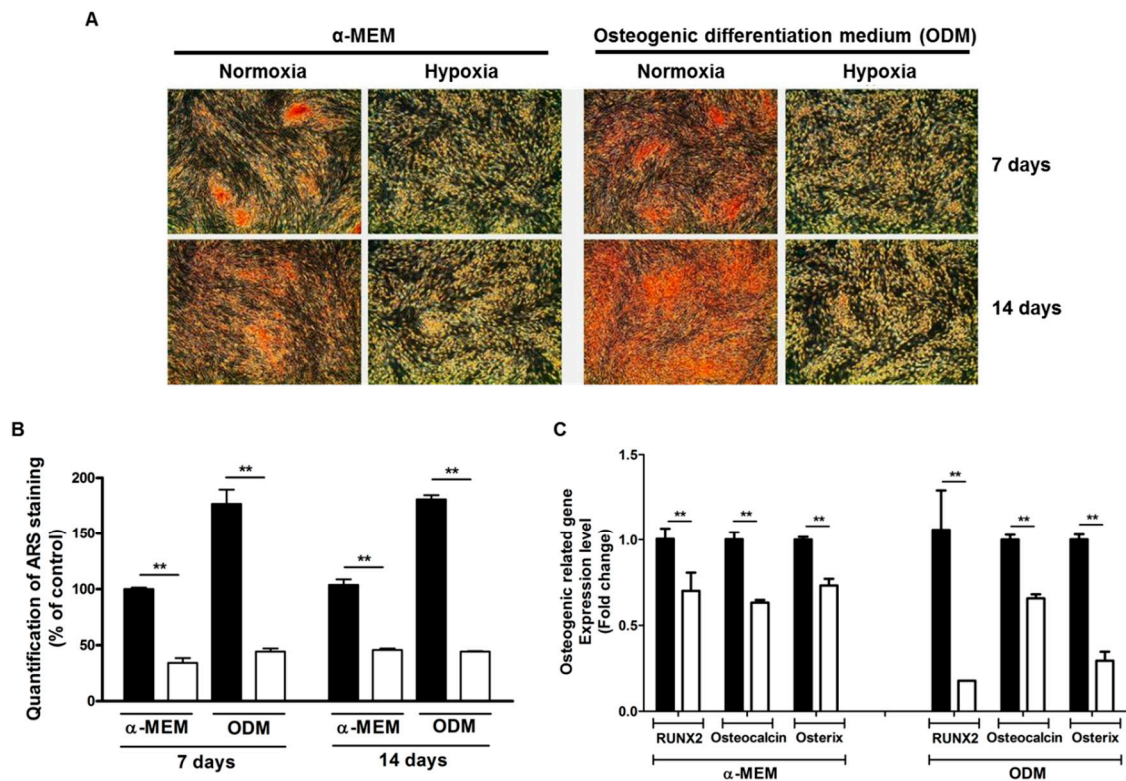 A
α-MEM
Osteogenic differentiation medium (ODM)
Normoxia
Hypoxia
Normoxia
Hypoxia
7 days
14 days
B
Quantification of ARS staining
(% of control)
200
150
100
50
0
**
**
**
**
α-MEM
ODM
α-MEM
ODM
7 days
14 days
C
Osteogenic related gene
Expression level
(Fold change)
1.5
1.0
0.5
0.0
**
**
**
**
**
**
RUNX2
Osteocalcin
Osterix
RUNX2
Osteocalcin
Osterix
α-MEM
ODM